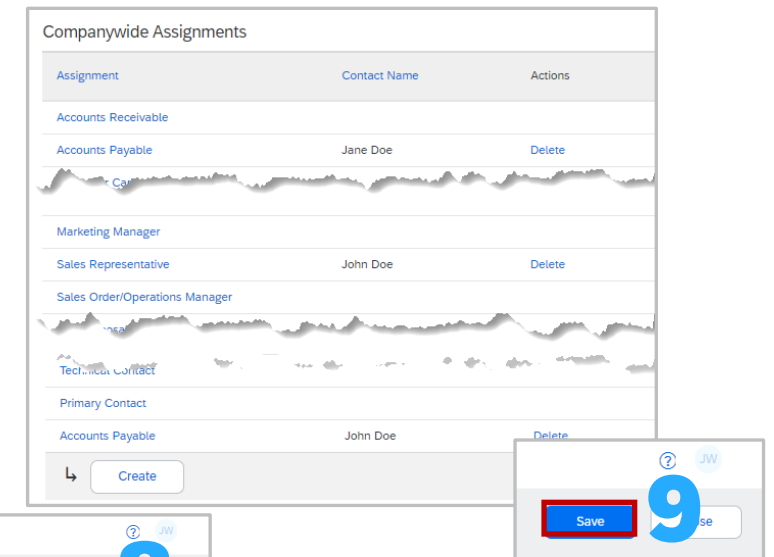 Companywide Assignments
Assignment Contact Name Actions
Accounts Receivable
Accounts Payable Jane Doe Delete
Marketing Manager
Sales Representative John Doe Delete
Sales Order/Operations Manager
Technical Contact
Primary Contact
Accounts Payable John Doe Delete
Create
JW
Save 9
JW